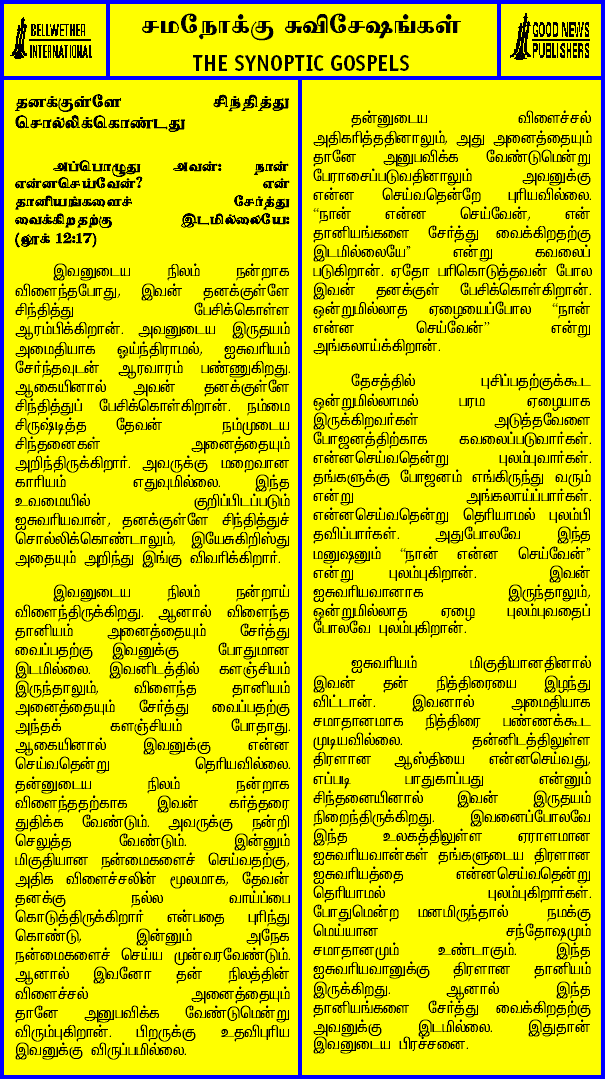 BELLWETHER
INTERNATIONAL
சமநோக்கு சுவிசேஷங்கள்
THE SYNOPTIC GOSPELS
GOOD NEWS
PUBLISHERS
தனக்குள்ளே சிந்தித்து
சொல்லிக்கொண்டது
அப்பொழுது அவன்: நான்
என்னசெய்வேன்? என்
தானியங்களைச் சேர்த்து
வைக்கிறதற்கு இடமில்லையே;
(லூக் 12:17)
இவனுடைய நிலம் நன்றாக
விளைந்தபோது, இவன் தனக்குள்ளே
சிந்தித்து பேசிக்கொள்ள
ஆரம்பிக்கிறான். அவனுடைய இருதயம்
அமைதியாக ஓய்ந்திராமல், ஐசுவரியம்
சேர்ந்தவுடன் ஆரவாரம் பண்ணுகிறது.
ஆகையினால் அவன் தனக்குள்ளே
சிந்தித்துப் பேசிக்கொள்கிறான். நம்மை
சிருஷ்டித்த தேவன் நம்முடைய
சிந்தனைகள் அனைத்தையும்
அறிந்திருக்கிறார். அவருக்கு மறைவான
காரியம் எதுவுமில்லை. இந்த
உவமையில் குறிப்பிடப்படும்
ஐசுவரியவான், தனக்குள்ளே சிந்தித்துச்
சொல்லிக்கொண்டாலும், இயேசுகிறிஸ்து
அதையும் அறிந்து இங்கு விவரிக்கிறார்.
இவனுடைய நிலம் நன்றாய்
விளைந்திருக்கிறது. ஆனால் விளைந்த
தானியம் அனைத்தையும் சேர்த்து
வைப்பதற்கு இவனுக்கு போதுமான
இடமில்லை. இவனிடத்தில் களஞ்சியம்
இருந்தாலும், விளைந்த தானியம்
அனைத்தையும் சேர்த்து வைப்பதற்கு
அந்தக் களஞ்சியம் போதாது.
ஆகையினால் இவனுக்கு என்ன
செய்வதென்று தெரியவில்லை.
தன்னுடைய நிலம் நன்றாக
விளைந்ததற்காக இவன் கர்த்தரை
துதிக்க வேண்டும். அவருக்கு நன்றி
செலுத்த வேண்டும். இன்னும்
மிகுதியான நன்மைகளைச் செய்வதற்கு,
அதிக விளைச்சலின் மூலமாக, தேவன்
தனக்கு நல்ல வாய்ப்பை
கொடுத்திருக்கிறார் என்பதை புரிந்து
கொண்டு, இன்னும் அநேக
நன்மைகளைச் செய்ய முன்வரவேண்டும்.
ஆனால் இவனோ தன் நிலத்தின்
விளைச்சல் அனைத்தையும்
தானே அனுபவிக்க வேண்டுமென்று
விரும்புகிறான். பிறருக்கு உதவிபுரிய
இவனுக்கு விருப்பமில்லை.
தன்னுடைய விளைச்சல்
அதிகரித்ததினாலும், அது அனைத்தையும்
தானே அனுபவிக்க வேண்டுமென்று
பேராசைப்படுவதினாலும் அவனுக்கு
என்ன செய்வதென்றே புரியவில்லை.
“நான் என்ன செய்வேன், என்
தானியங்களை சேர்த்து வைக்கிறதற்கு
இடமில்லையே” என்று கவலைப்
படுகிறான். ஏதோ பரிகொடுத்தவன் போல
இவன் தனக்குள் பேசிக்கொள்கிறான்.
ஒன்றுமில்லாத ஏழையைப்போல “நான்
என்ன செய்வேன்” என்று
அங்கலாய்க்கிறான்.
தேசத்தில் புசிப்பதற்குக்கூட
ஒன்றுமில்லாமல் பரம ஏழையாக
இருக்கிறவர்கள் அடுத்தவேளை
போஜனத்திற்காக கவலைப்படுவார்கள்.
என்னசெய்வதென்று புலம்புவார்கள்.
தங்களுக்கு போஜனம் எங்கிருந்து வரும்
என்று அங்கலாய்ப்பார்கள்.
என்னசெய்வதென்று தெரியாமல் புலம்பி
தவிப்பார்கள். அதுபோலவே இந்த
மனுஷனும் “நான் என்ன செய்வேன்”
என்று புலம்புகிறான். இவன்
ஐசுவரியவானாக இருந்தாலும்,
ஒன்றுமில்லாத ஏழை புலம்புவதைப்
போலவே புலம்புகிறான்.
ஐசுவரியம் மிகுதியானதினால்
இவன் தன் நித்திரையை இழந்து
விட்டான். இவனால் அமைதியாக
சமாதானமாக நித்திரை பண்ணக்கூட
முடியவில்லை. தன்னிடத்திலுள்ள
திரளான ஆஸ்தியை என்னசெய்வது,
எப்படி பாதுகாப்பது என்னும்
சிந்தனையினால் இவன் இருதயம்
நிறைந்திருக்கிறது. இவனைப்போலவே
இந்த உலகத்திலுள்ள ஏராளமான
ஐசுவரியவான்கள் தங்களுடைய திரளான
ஐசுவரியத்தை என்னசெய்வதென்று
தெரியாமல் புலம்புகிறார்கள்.
போதுமென்ற மனமிருந்தால் நமக்கு
மெய்யான சந்தோஷமும்
சமாதானமும் உண்டாகும். இந்த
ஐசுவரியவானுக்கு திரளான தானியம்
இருக்கிறது. ஆனால் இந்த
தானியங்களை சேர்த்து வைக்கிறதற்கு
அவனுக்கு இடமில்லை. இதுதான்
இவனுடைய பிரச்சனை.